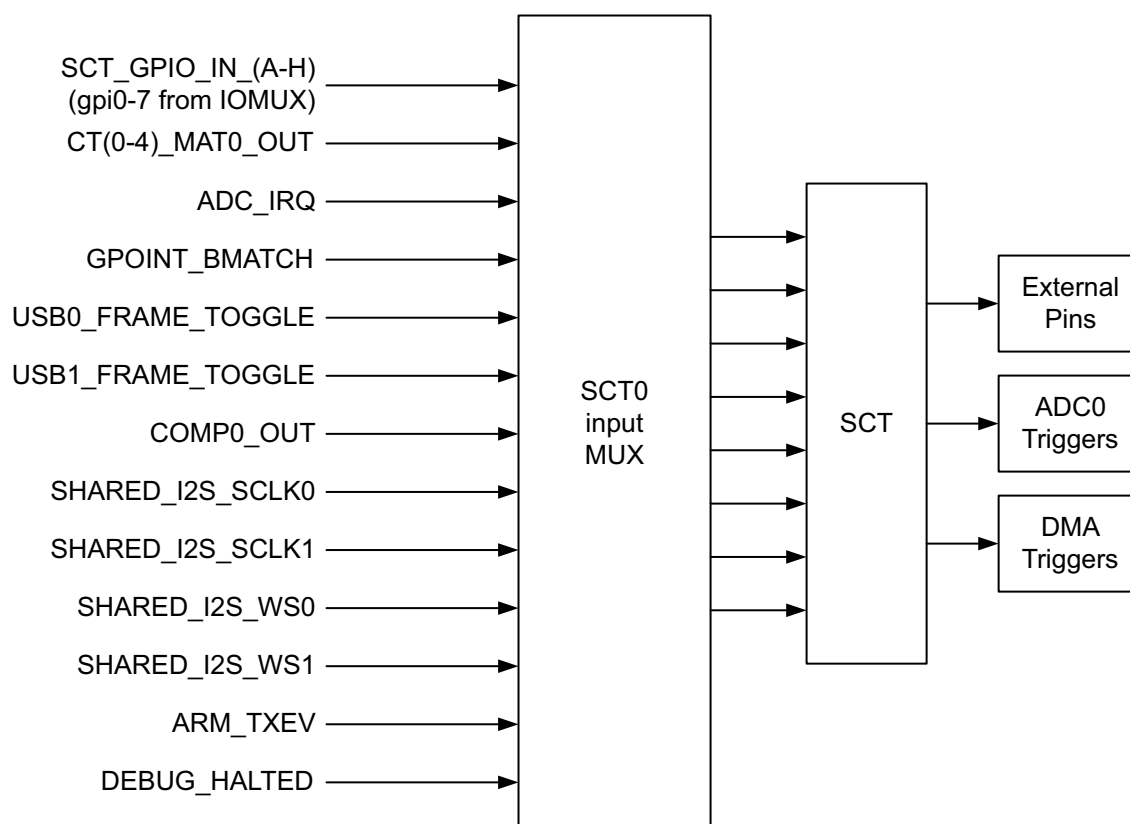 SCT_GPIO_IN_(A-H)
(gpi0-7 from IOMUX)
CT(0-4)_MAT0_OUT
ADC_IRQ
GPOINT_BMATCH
USB0_FRAME_TOGGLE
USB1_FRAME_TOGGLE
COMP0_OUT
SHARED_I2S_SCLK0
SHARED_I2S_SCLK1
SHARED_I2S_WS0
SHARED_I2S_WS1
ARM_TXEV
DEBUG_HALTED
SCT0
input
MUX
SCT
External
Pins
ADC0
Triggers
DMA
Triggers